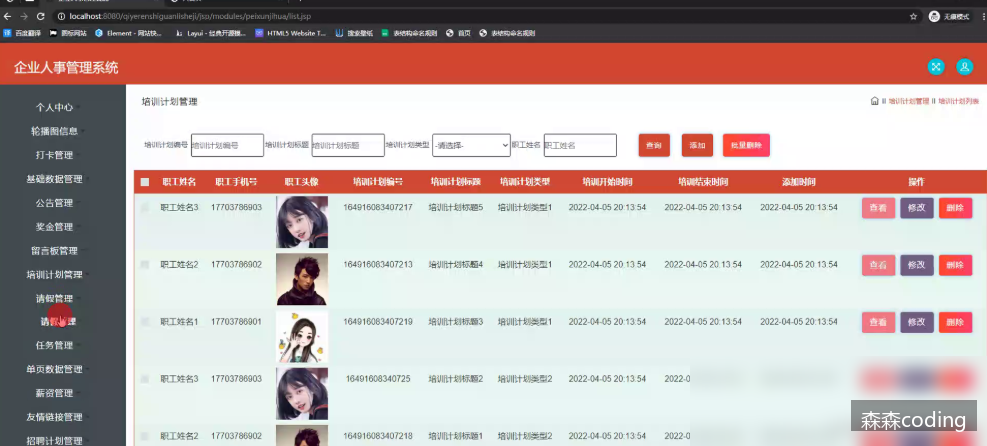 localhost:8080/qiyerenshiguanlisheji/jsp/modules/peixunjihua/list.jsp
无痕模式
百度翻译 源标网站 Element - 网站快... Layui - 经典开源模... HTML5 Website T... 搜索壁纸 表结构命名规则 首页 表结构命名规则
企业人事管理系统
个人中心
轮播图信息
打卡管理
基础数据管理
公告管理
奖金管理
留言板管理
培训计划管理
请假管理
任务管理
单页数据管理
薪资管理
友情链接管理
招聘计划管理
培训计划管理
培训计划管理 培训计划列表
培训计划编号 培训计划编号 培训计划标题 培训计划标题 培训计划类型 -请选择- 职工姓名 职工姓名 查询 添加 批量删除
职工姓名 职工手机号 职工头像 培训计划编号 培训计划标题 培训计划类型 培训开始时间 培训结束时间 添加时间 操作
职工姓名3 17703786903 164916083407217 培训计划标题5 培训计划类型1 2022-04-05 20:13:54 2022-04-05 20:13:54 2022-04-05 20:13:54 查看 修改 删除
职工姓名2 17703786902 164916083407213 培训计划标题4 培训计划类型1 2022-04-05 20:13:54 2022-04-05 20:13:54 2022-04-05 20:13:54 查看 修改 删除
职工姓名1 17703786901 164916083407219 培训计划标题3 培训计划类型1 2022-04-05 20:13:54 2022-04-05 20:13:54 2022-04-05 20:13:54 查看 修改 删除
职工姓名3 17703786903 16491608340725 培训计划标题2 培训计划类型2 2022-04-05 20:13:54 2022-0
职工姓名2 17703786902 164916083407218 培训计划标题1 培训计划类型2 2022-04-05 20:13:54 2022-0
森森coding